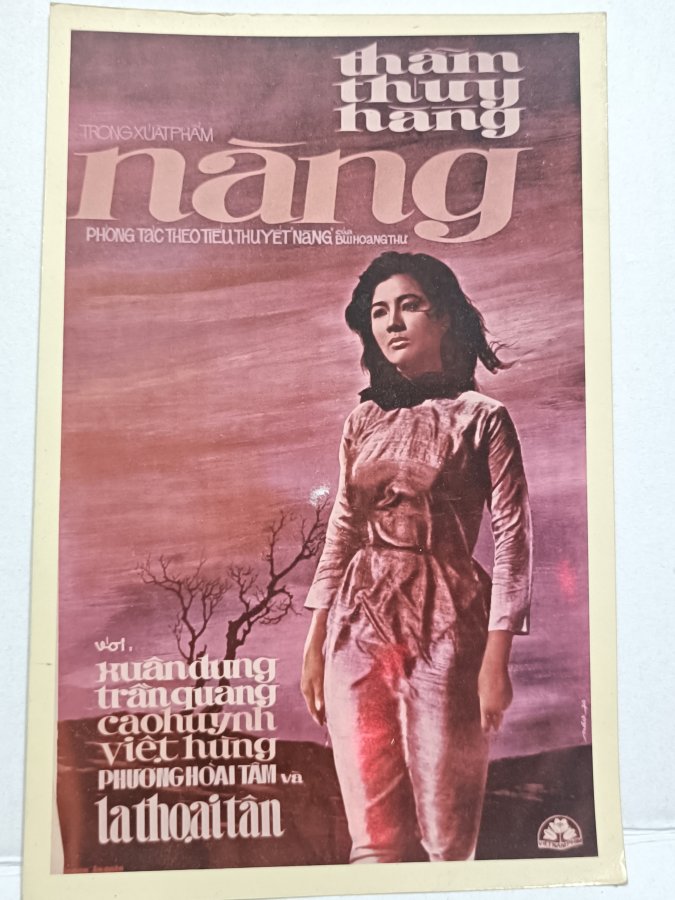 thẩm
thúy
hằng
TRONG XUẤT PHẨM
nàng
PHÓNG TÁC THEO TIỂU THUYẾT "nàng" của BÙI HOÀNG THƯ
với.
xuân dung
trần quang
cao huỳnh
việt hùng
PHƯƠNG HOÀI TÂM và
la thoại tân